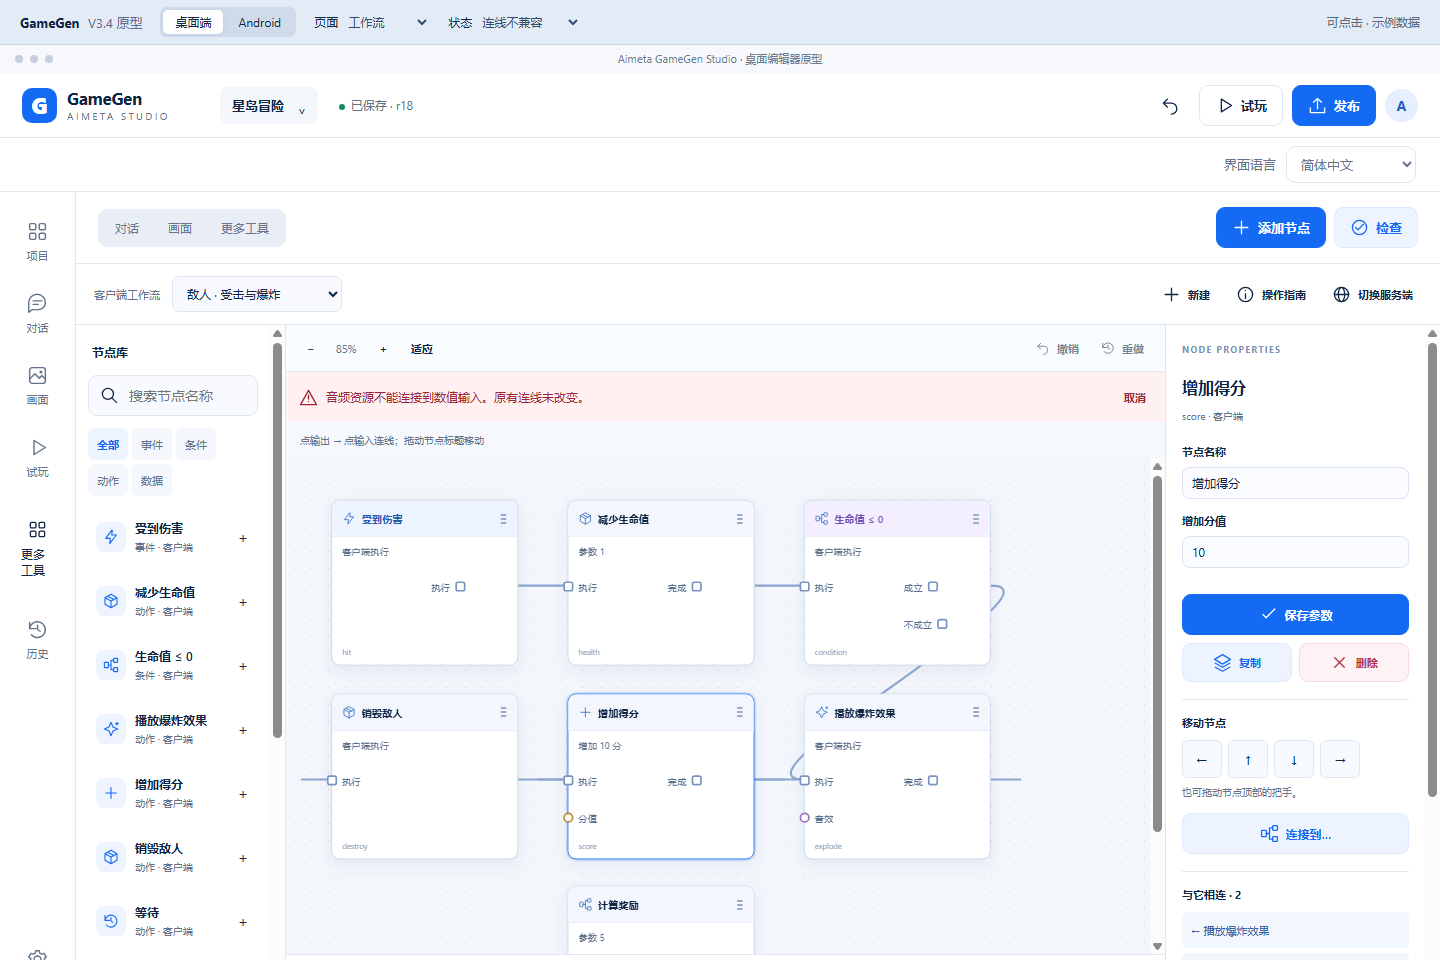 GameGen V3.4 原型 桌面端 Android 页面 工作流 状态 连线不兼容 可点击 · 示例数据
Aimeta GameGen Studio · 桌面编辑器原型
G GameGen
AIMETA STUDIO
星岛冒险
已保存 · r18
试玩
发布
A
界面语言 简体中文
项目
对话
画面
试玩
更多
工具
历史
对话 画面 更多工具
添加节点
检查
客户端工作流 敌人 · 受击与爆炸
新建
操作指南
切换服务端
节点库
搜索节点名称
全部 事件 条件
动作 数据
受到伤害
事件 · 客户端
+
减少生命值
动作 · 客户端
+
生命值 ≤ 0
条件 · 客户端
+
播放爆炸效果
动作 · 客户端
+
增加得分
动作 · 客户端
+
销毁敌人
动作 · 客户端
+
等待
动作 · 客户端
+
− 85% + 适应
撤销 重做
音频资源不能连接到数值输入。原有连线未改变。 取消
点输出 → 点输入连线；拖动节点标题移动
受到伤害
客户端执行
执行
hit
减少生命值
参数 1
执行 完成
health
生命值 ≤ 0
客户端执行
执行 成立
不成立
condition
销毁敌人
客户端执行
执行
destroy
增加得分
增加 10 分
执行 完成
分值
score
播放爆炸效果
客户端执行
执行 完成
音效
explode
计算奖励
参数 5
NODE PROPERTIES
增加得分
score · 客户端
节点名称
增加得分
增加分值
10
保存参数
复制 删除
移动节点
← ↑ ↓ →
也可拖动节点顶部的把手。
连接到...
与它相连 · 2
← 播放爆炸效果